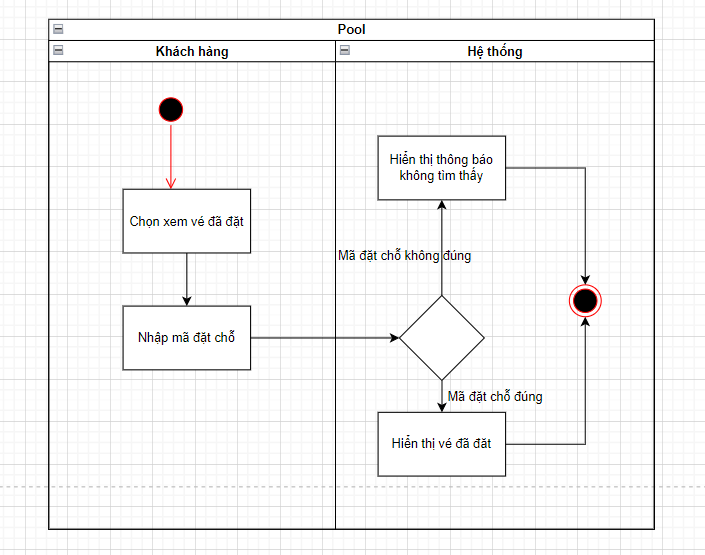 Pool
Khách hàng
Hệ thống
Hiển thị thông báo
không tìm thấy
Chọn xem vé đã đặt
Mã đặt chỗ không đúng
Nhập mã đặt chỗ
Mã đặt chỗ đúng
Hiển thị vé đã đăt